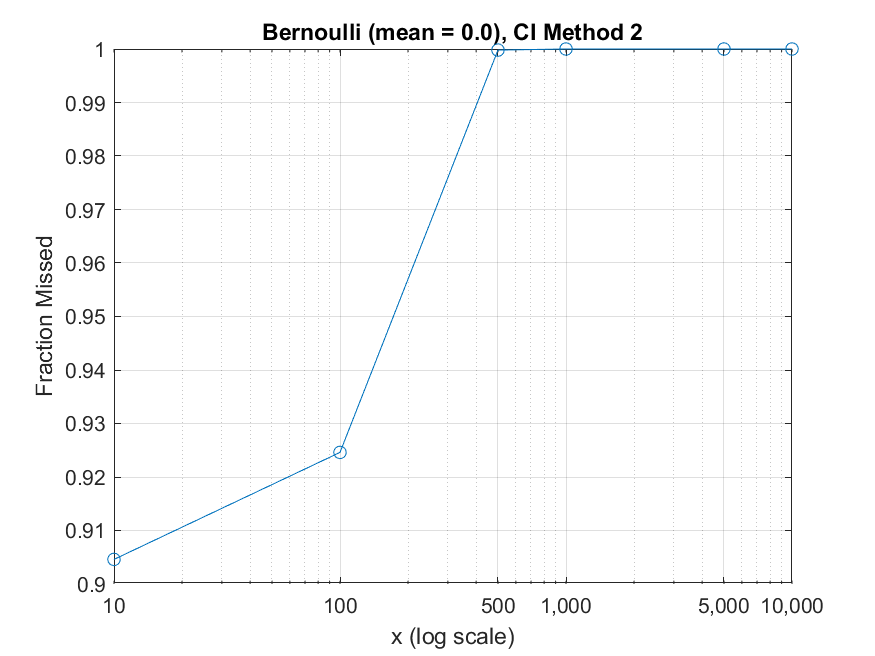 Bernoulli (mean = 0.0), CI Method 2
1
0.99
0.98
0.97
0.96
0.95
0.94
0.93
0.92
0.91
0.9
Fraction Missed
10 100 500 1,000 5,000 10,000
x (log scale)